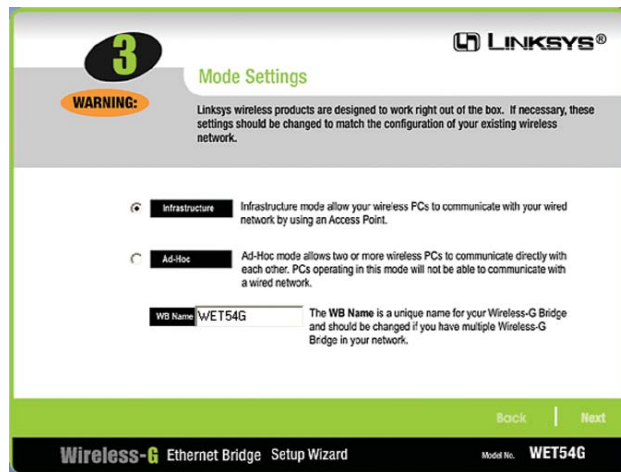 3
LINKSYS®
Mode Settings
WARNING:
Linksys wireless products are designed to work right out of the box. If necessary, these
settings should be changed to match the configuration of your existing wireless
network.
Infrastructure
Infrastructure mode allow your wireless PCs to communicate with your wired
network by using an Access Point.
Ad-Hoc
Ad-Hoc mode allows two or more wireless PCs to communicate directly with
each other. PCs operating in this mode will not be able to communicate with
a wired network.
WB Name WET54G
The WB Name is a unique name for your Wireless-G Bridge
and should be changed if you have multiple Wireless-G
Bridge in your network.
Back | Next
Wireless-G Ethernet Bridge Setup Wizard
Model No. WET54G